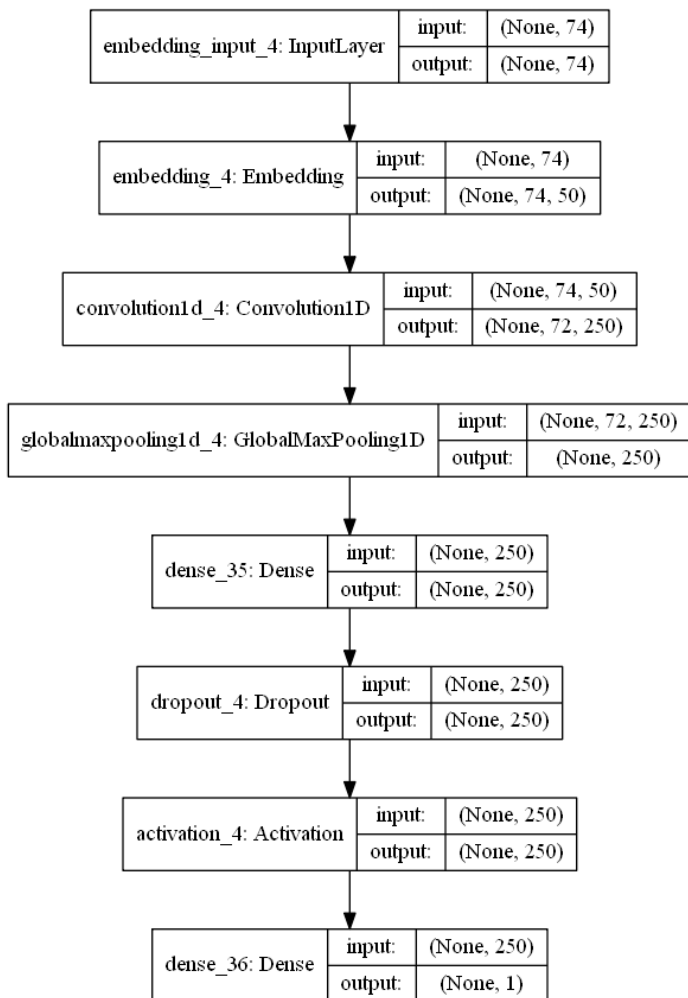 embedding_input_4: InputLayer
input:
(None, 74)
output:
(None, 74)
embedding_4: Embedding
input:
(None, 74)
output:
(None, 74, 50)
convolution1d_4: Convolution1D
input:
(None, 74, 50)
output:
(None, 72, 250)
globalmaxpooling1d_4: GlobalMaxPooling1D
input:
(None, 72, 250)
output:
(None, 250)
dense_35: Dense
input:
(None, 250)
output:
(None, 250)
dropout_4: Dropout
input:
(None, 250)
output:
(None, 250)
activation_4: Activation
input:
(None, 250)
output:
(None, 250)
dense_36: Dense
input:
(None, 250)
output:
(None, 1)